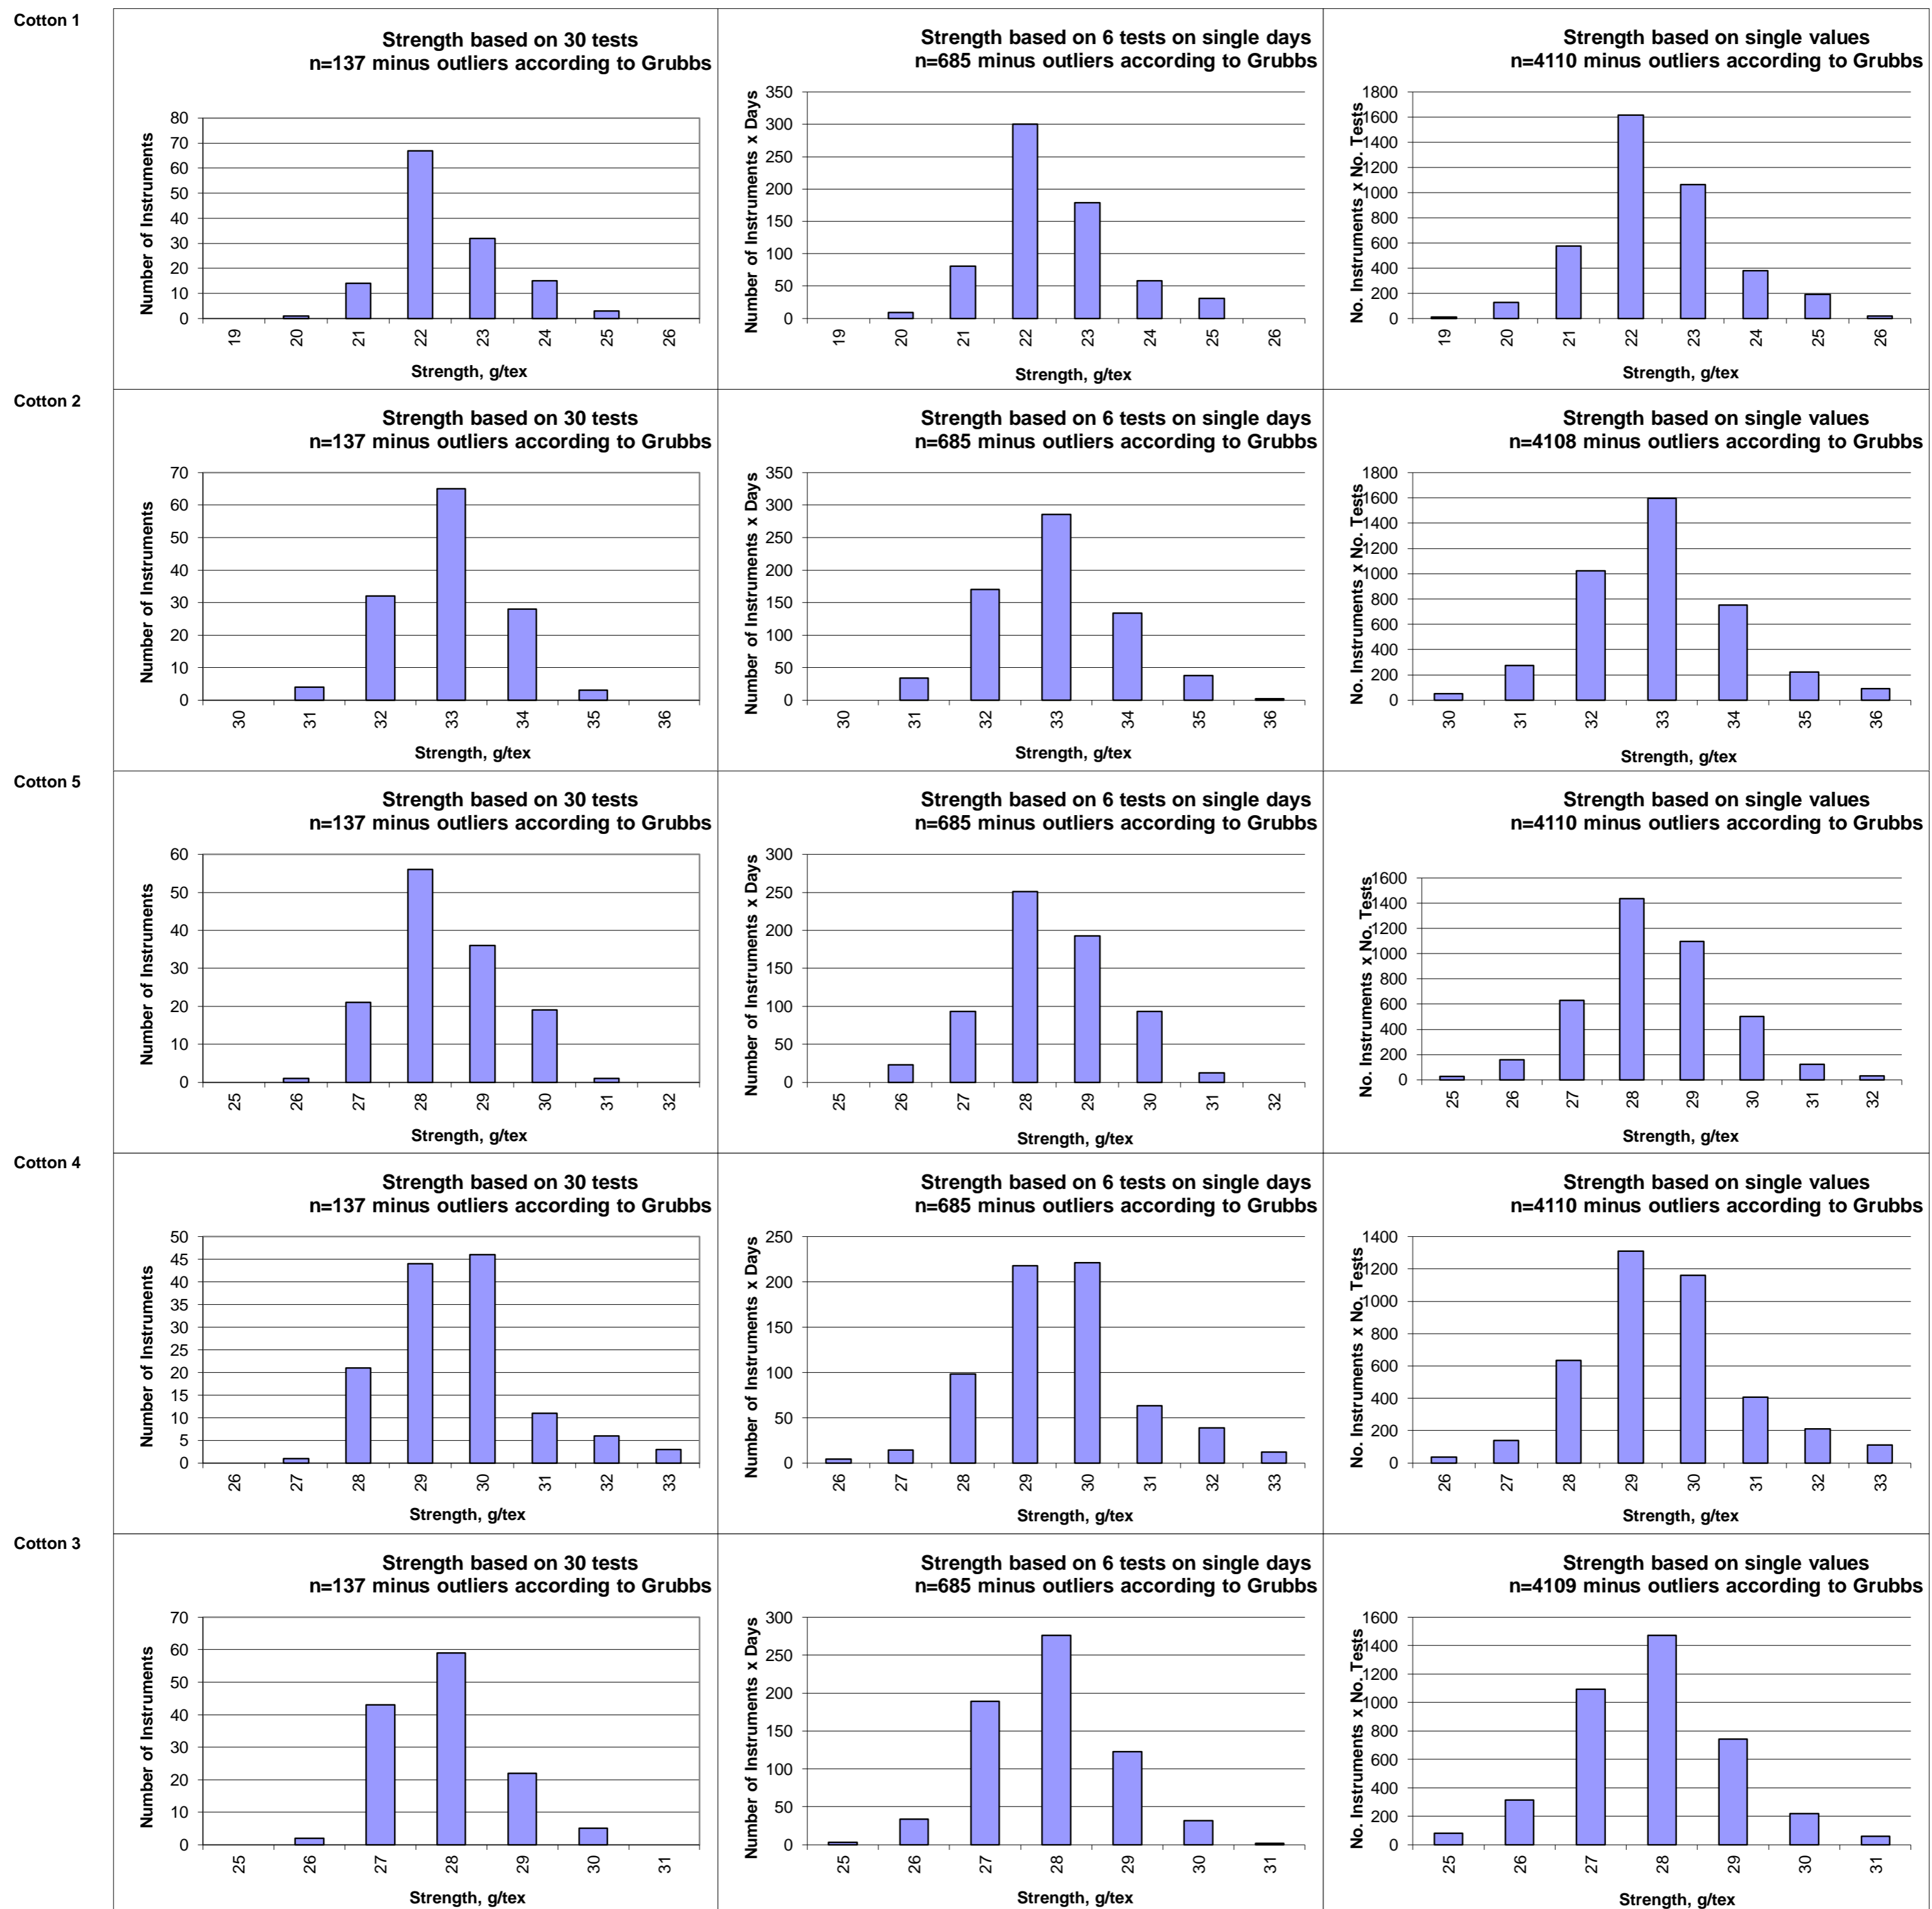 Cotton 1
Strength based on 30 tests
n=137 minus outliers according to Grubbs
Number of Instruments
80
70
60
50
40
30
20
10
0
19 20 21 22 23 24 25 26
Strength, g/tex
Strength based on 6 tests on single days
n=685 minus outliers according to Grubbs
Number of Instruments x Days
350
300
250
200
150
100
50
0
19 20 21 22 23 24 25 26
Strength, g/tex
Strength based on single values
n=4110 minus outliers according to Grubbs
No. Instruments x No. Tests
1800
1600
1400
1200
1000
800
600
400
200
0
19 20 21 22 23 24 25 26
Strength, g/tex
Cotton 2
Strength based on 30 tests
n=137 minus outliers according to Grubbs
Number of Instruments
70
60
50
40
30
20
10
0
30 31 32 33 34 35 36
Strength, g/tex
Strength based on 6 tests on single days
n=685 minus outliers according to Grubbs
Number of Instruments x Days
350
300
250
200
150
100
50
0
30 31 32 33 34 35 36
Strength, g/tex
Strength based on single values
n=4108 minus outliers according to Grubbs
No. Instruments x No. Tests
1800
1600
1400
1200
1000
800
600
400
200
0
30 31 32 33 34 35 36
Strength, g/tex
Cotton 5
Strength based on 30 tests
n=137 minus outliers according to Grubbs
Number of Instruments
60
50
40
30
20
10
0
25 26 27 28 29 30 31 32
Strength, g/tex
Strength based on 6 tests on single days
n=685 minus outliers according to Grubbs
Number of Instruments x Days
300
250
200
150
100
50
0
25 26 27 28 29 30 31 32
Strength, g/tex
Strength based on single values
n=4110 minus outliers according to Grubbs
No. Instruments x No. Tests
1600
1400
1200
1000
800
600
400
200
0
25 26 27 28 29 30 31 32
Strength, g/tex
Cotton 4
Strength based on 30 tests
n=137 minus outliers according to Grubbs
Number of Instruments
50
45
40
35
30
25
20
15
10
5
0
26 27 28 29 30 31 32 33
Strength, g/tex
Strength based on 6 tests on single days
n=685 minus outliers according to Grubbs
Number of Instruments x Days
250
200
150
100
50
0
26 27 28 29 30 31 32 33
Strength, g/tex
Strength based on single values
n=4110 minus outliers according to Grubbs
No. Instruments x No. Tests
1400
1200
1000
800
600
400
200
0
26 27 28 29 30 31 32 33
Strength, g/tex
Cotton 3
Strength based on 30 tests
n=137 minus outliers according to Grubbs
Number of Instruments
70
60
50
40
30
20
10
0
25 26 27 28 29 30 31
Strength, g/tex
Strength based on 6 tests on single days
n=685 minus outliers according to Grubbs
Number of Instruments x Days
300
250
200
150
100
50
0
25 26 27 28 29 30 31
Strength, g/tex
Strength based on single values
n=4109 minus outliers according to Grubbs
No. Instruments x No. Tests
1600
1400
1200
1000
800
600
400
200
0
25 26 27 28 29 30 31
Strength, g/tex